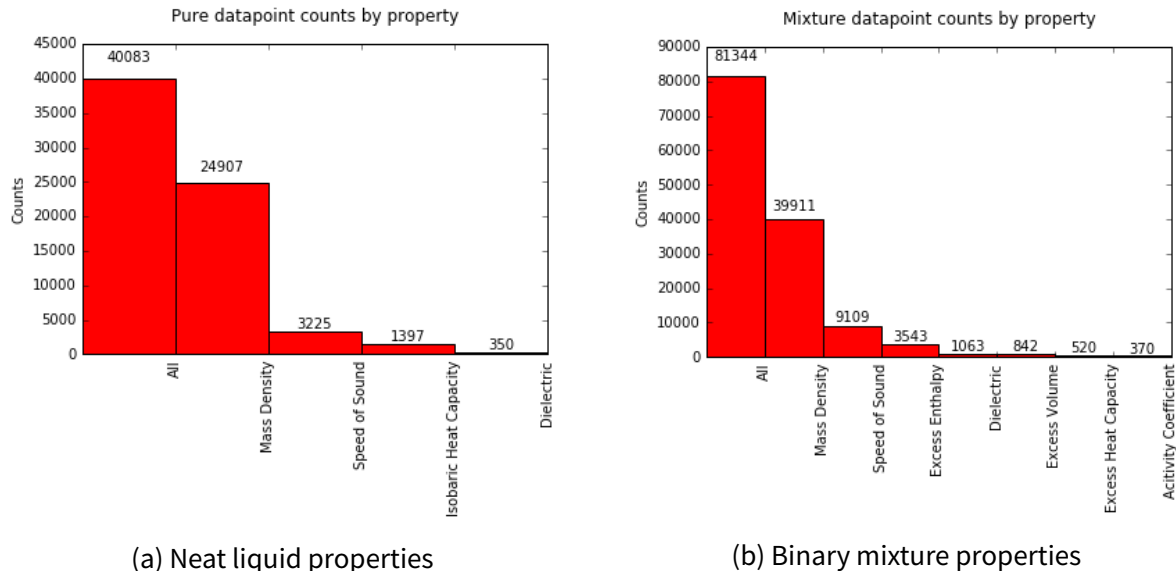 Pure datapoint counts by property
45000
40000
35000
30000
25000
20000
15000
10000
5000
0
Counts
40083
24907
3225
1397
350
All
Mass Density
Speed of Sound
Isobaric Heat Capacity
Dielectric
(a) Neat liquid properties
Mixture datapoint counts by property
90000
80000
70000
60000
50000
40000
30000
20000
10000
0
Counts
81344
39911
9109
3543
1063
842
520
370
All
Mass Density
Speed of Sound
Excess Enthalpy
Dielectric
Excess Volume
Excess Heat Capacity
Acitivity Coefficient
(b) Binary mixture properties